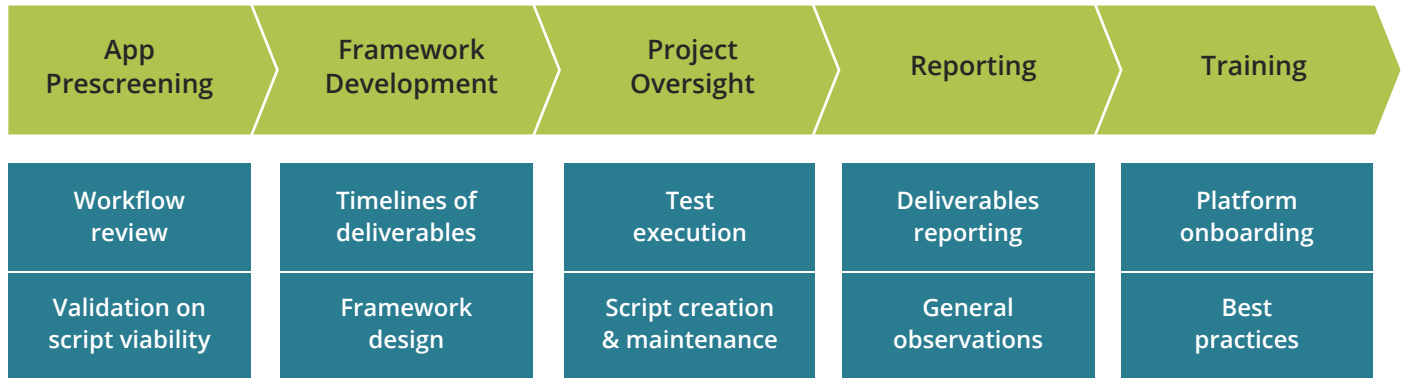 App
Prescreening
Framework
Development
Project
Oversight
Reporting
Training
Workflow
review
Timelines of
deliverables
Test
execution
Deliverables
reporting
Platform
onboarding
Validation on
script viability
Framework
design
Script creation
& maintenance
General
observations
Best
practices